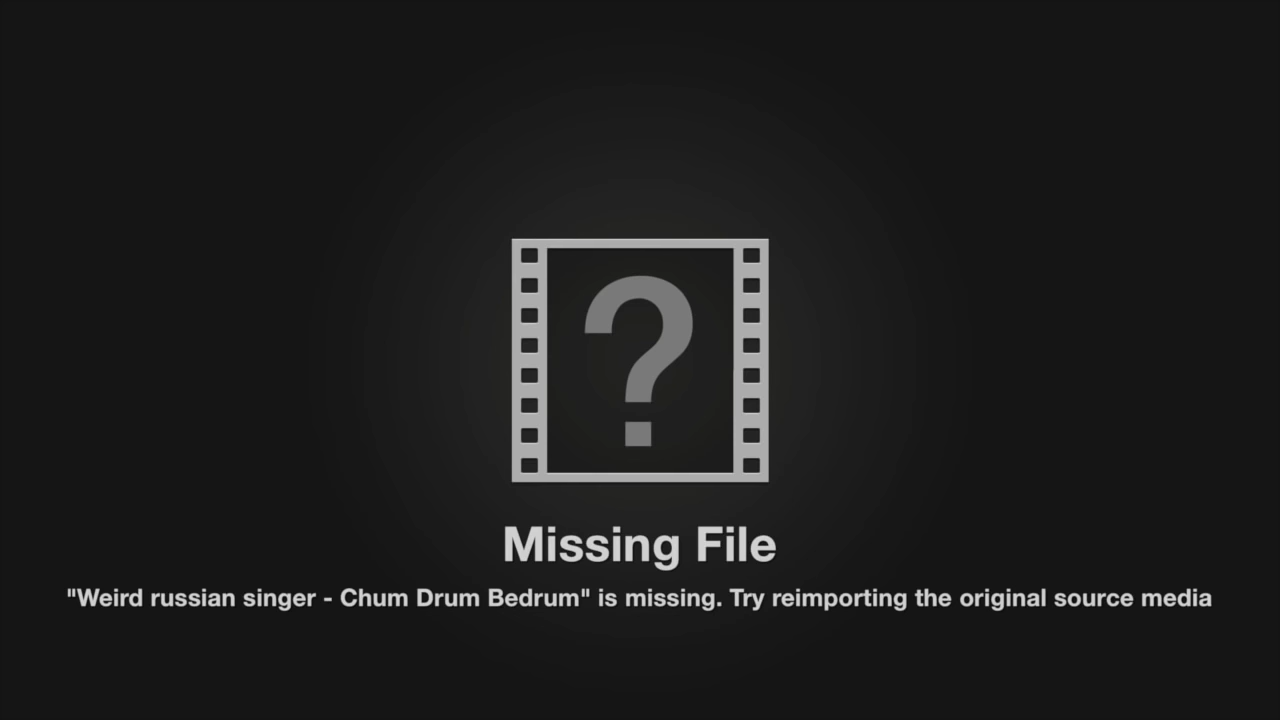 ?
Missing File
"Weird russian singer - Chum Drum Bedrum" is missing. Try reimporting the original source media